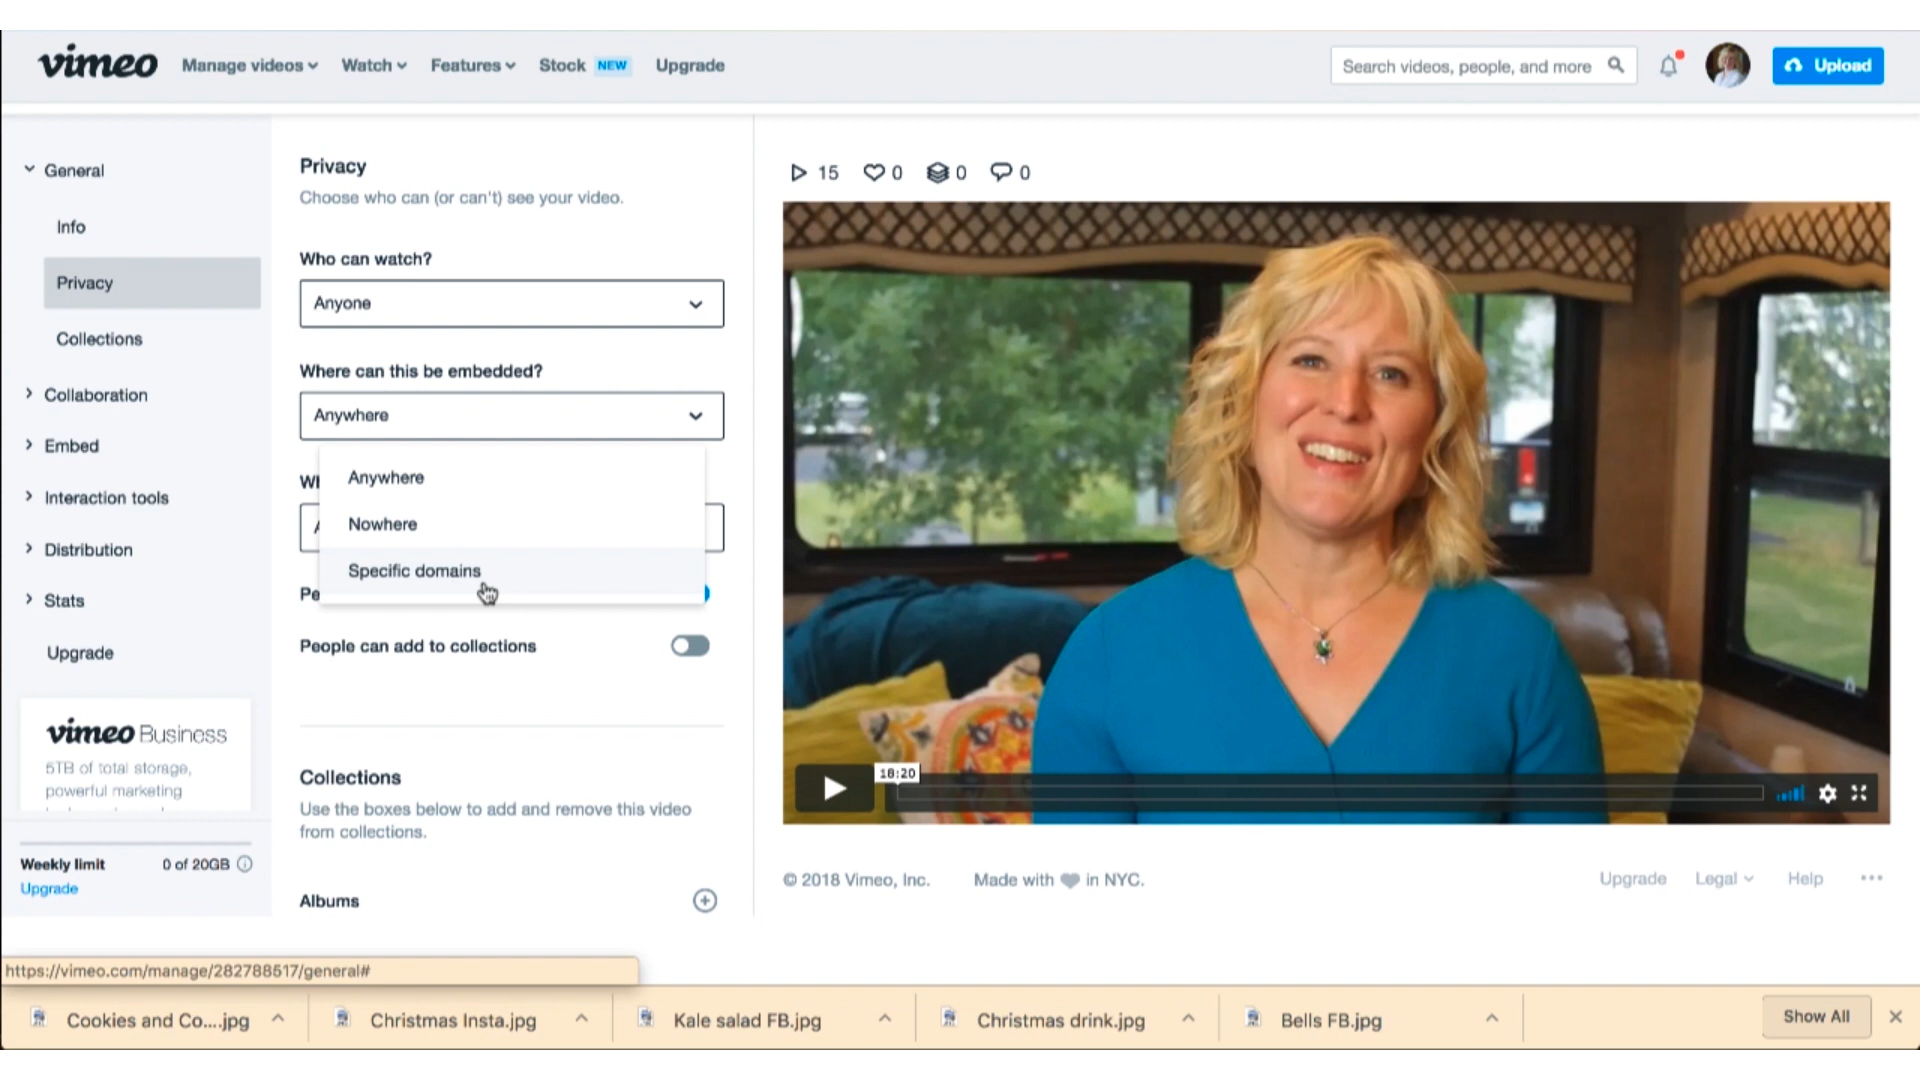 vimeo Manage videos Watch Features Stock NEW Upgrade Search videos, people, and more Upload
General
Info
Privacy
Collections
Collaboration
Embed
Interaction tools
Distribution
Stats
Upgrade
vimeo Business
5TB of total storage,
powerful marketing
Weekly limit 0 of 20GB
Upgrade
Privacy
Choose who can (or can't) see your video.
Who can watch?
Anyone
Where can this be embedded?
Anywhere
Anywhere
Nowhere
Specific domains
Pe
People can add to collections
Collections
Use the boxes below to add and remove this video
from collections.
Albums
15 0 0 0
18:20
© 2018 Vimeo, Inc. Made with in NYC. Upgrade Legal Help
https://vimeo.com/manage/282788517/general#
Cookies and Co....jpg Christmas Insta.jpg Kale salad FB.jpg Christmas drink.jpg Bells FB.jpg Show All